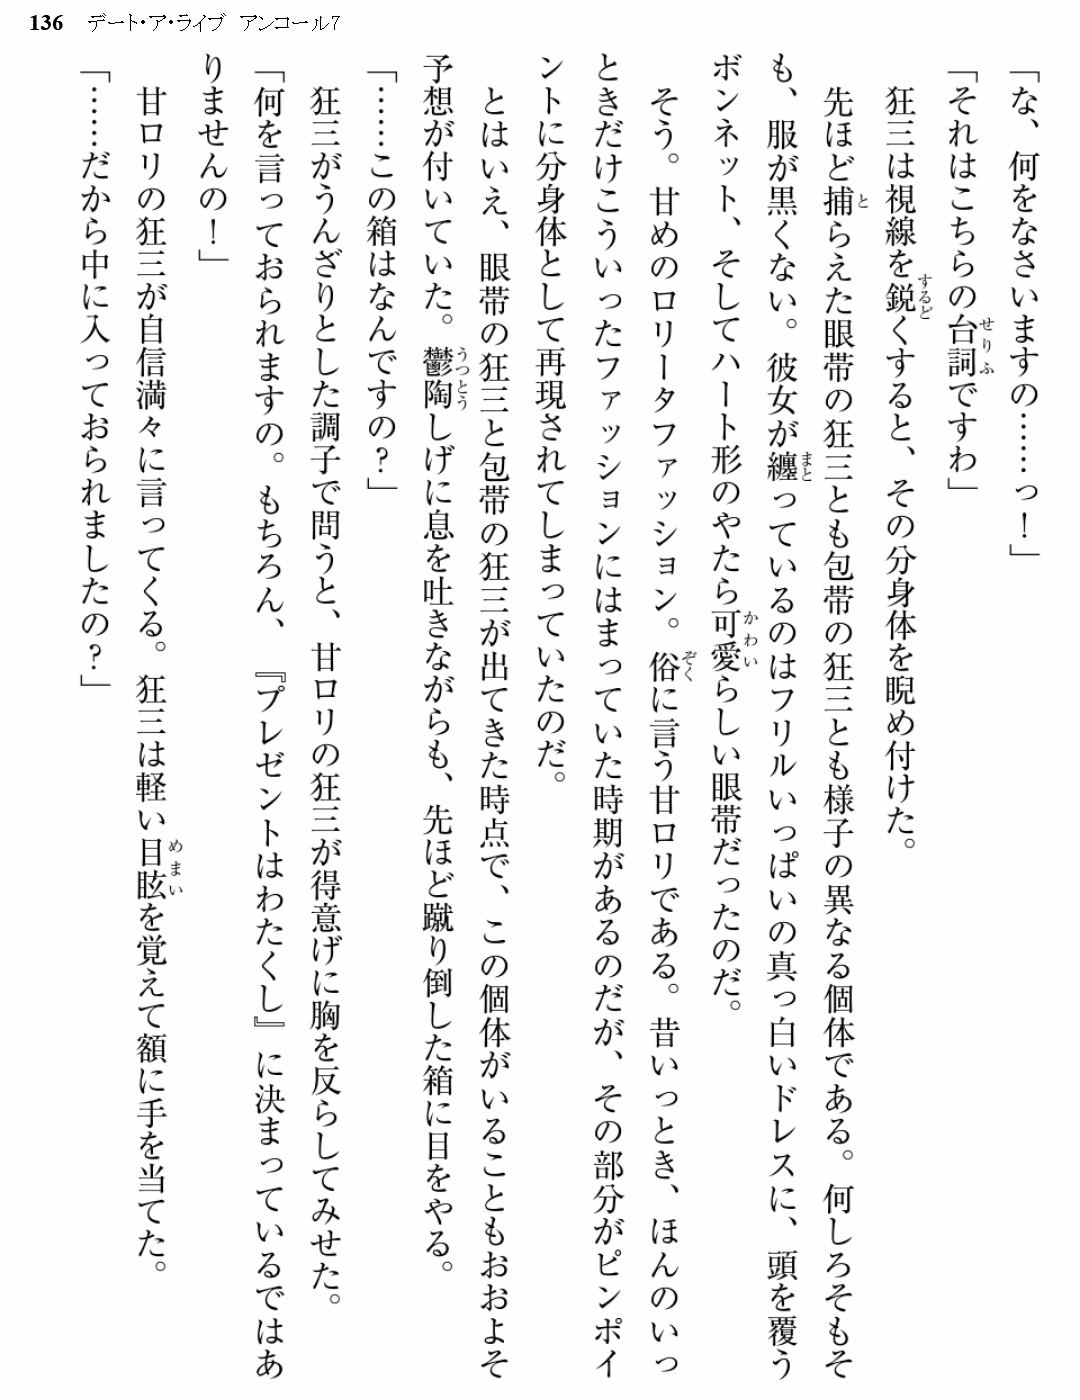 136 デート・ア・ライブ アンコール7
「な、何をなさいますの……っ！」
「それはこちらの台詞ですわ」
狂三は視線を鋭くすると、その分身体を睨め付けた。
先ほど捕らえた眼帯の狂三とも包帯の狂三とも様子の異なる個体である。何しろそもそ
も、服が黒くない。彼女が纏っているのはフリルいっぱいの真っ白いドレスに、頭を覆う
ボンネット、そしてハート形のやたら可愛らしい眼帯だったのだ。
そう。甘めのロリータファッション。俗に言う甘ロリである。昔いっとき、ほんのいっ
ときだけこういったファッションにはまっていた時期があるのだが、その部分がピンポイ
ントに分身体として再現されてしまっていたのだ。
とはいえ、眼帯の狂三と包帯の狂三が出てきた時点で、この個体がいることもおおよそ
予想が付いていた。鬱陶しげに息を吐きながらも、先ほど蹴り倒した箱に目をやる。
「……この箱はなんですの？」
狂三がうんざりとした調子で問うと、甘ロリの狂三が得意げに胸を反らしてみせた。
「何を言っておられますの。もちろん、『プレゼントはわたくし』に決まっているではあ
りませんの！」
甘ロリの狂三が自信満々に言ってくる。狂三は軽い目眩を覚えて額に手を当てた。
「……だから中に入っておられましたの？」